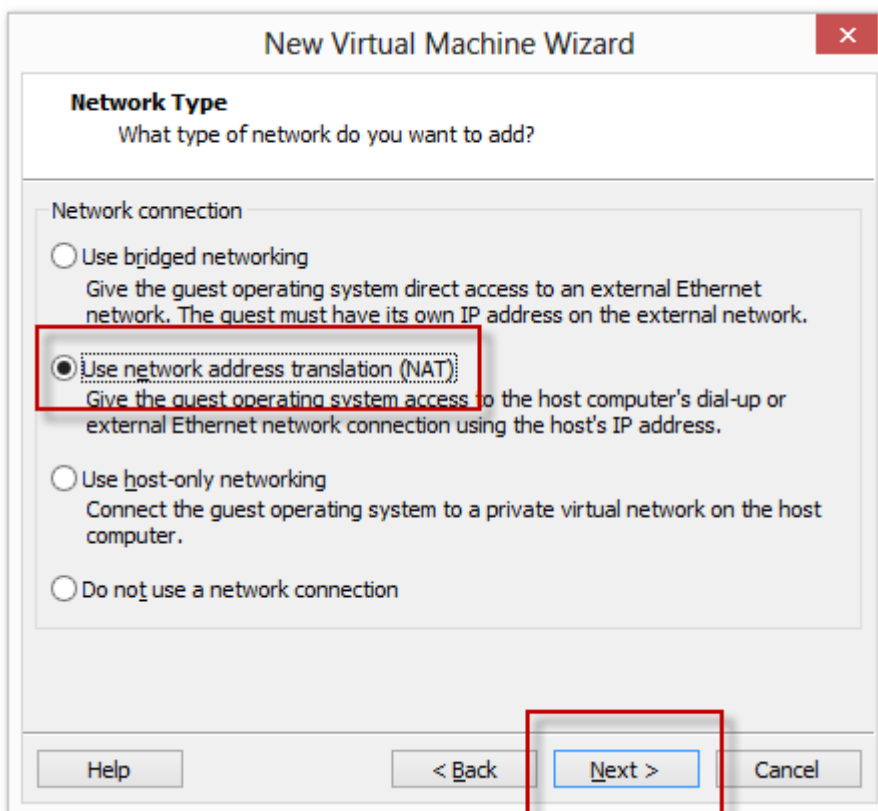 New Virtual Machine Wizard
Network Type
What type of network do you want to add?
Network connection
Use bridged networking
Give the guest operating system direct access to an external Ethernet
network. The guest must have its own IP address on the external network.
Use network address translation (NAT)
Give the guest operating system access to the host computer's dial-up or
external Ethernet network connection using the host's IP address.
Use host-only networking
Connect the guest operating system to a private virtual network on the host
computer.
Do not use a network connection
Help
< Back
Next >
Cancel